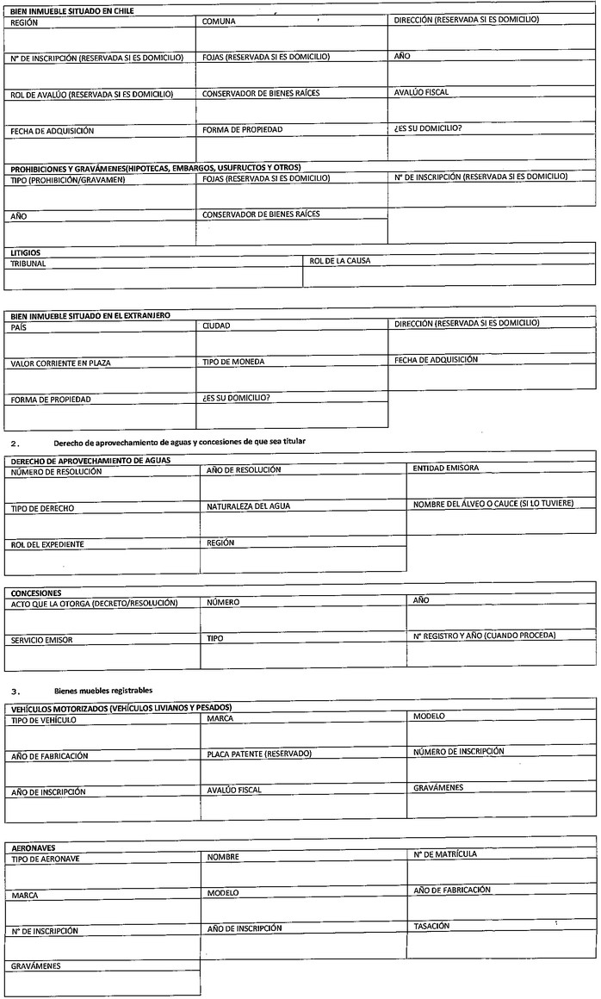 BIEN INMUEBLE SITUADO EN CHILE
REGIÓN COMUNA DIRECCIÓN (RESERVADA SI ES DOMICILIO)
N° DE INSCRIPCIÓN (RESERVADA SI ES DOMICILIO) FOJAS (RESERVADA SI ES DOMICILIO) AÑO
ROL DE AVALÚO (RESERVADA SI ES DOMICILIO) CONSERVADOR DE BIENES RAÍCES AVALÚO FISCAL
FECHA DE ADQUISICIÓN FORMA DE PROPIEDAD ¿ES SU DOMICILIO?
PROHIBICIONES Y GRAVÁMENES(HIPOTECAS, EMBARGOS, USUFRUCTOS Y OTROS)
TIPO (PROHIBICIÓN/GRAVAMEN) FOJAS (RESERVADA SI ES DOMICILIO) N° DE INSCRIPCIÓN (RESERVADA SI ES DOMICILIO)
AÑO CONSERVADOR DE BIENES RAÍCES
LITIGIOS
TRIBUNAL ROL DE LA CAUSA
BIEN INMUEBLE SITUADO EN EL EXTRANJERO
PAÍS CIUDAD DIRECCIÓN (RESERVADA SI ES DOMICILIO)
VALOR CORRIENTE EN PLAZA TIPO DE MONEDA FECHA DE ADQUISICIÓN
FORMA DE PROPIEDAD ¿ES SU DOMICILIO?
2. Derecho de aprovechamiento de aguas y concesiones de que sea titular
DERECHO DE APROVECHAMIENTO DE AGUAS
NÚMERO DE RESOLUCIÓN AÑO DE RESOLUCIÓN ENTIDAD EMISORA
TIPO DE DERECHO NATURALEZA DEL AGUA NOMBRE DEL ÁLVEO O CAUCE (SI LO TUVIERE)
ROL DEL EXPEDIENTE REGIÓN
CONCESIONES
ACTO QUE LA OTORGA (DECRETO/RESOLUCIÓN) NÚMERO AÑO
SERVICIO EMISOR TIPO N° REGISTRO Y AÑO (CUANDO PROCEDA)
3. Bienes muebles registrables
VEHÍCULOS MOTORIZADOS (VEHÍCULOS LIVIANOS Y PESADOS)
TIPO DE VEHÍCULO MARCA MODELO
AÑO DE FABRICACIÓN PLACA PATENTE (RESERVADO) NÚMERO DE INSCRIPCIÓN
AÑO DE INSCRIPCIÓN AVALÚO FISCAL GRAVÁMENES
AERONAVES
TIPO DE AERONAVE NOMBRE N° DE MATRÍCULA
MARCA MODELO AÑO DE FABRICACIÓN
N° DE INSCRIPCIÓN AÑO DE INSCRIPCIÓN TASACIÓN
GRAVÁMENES